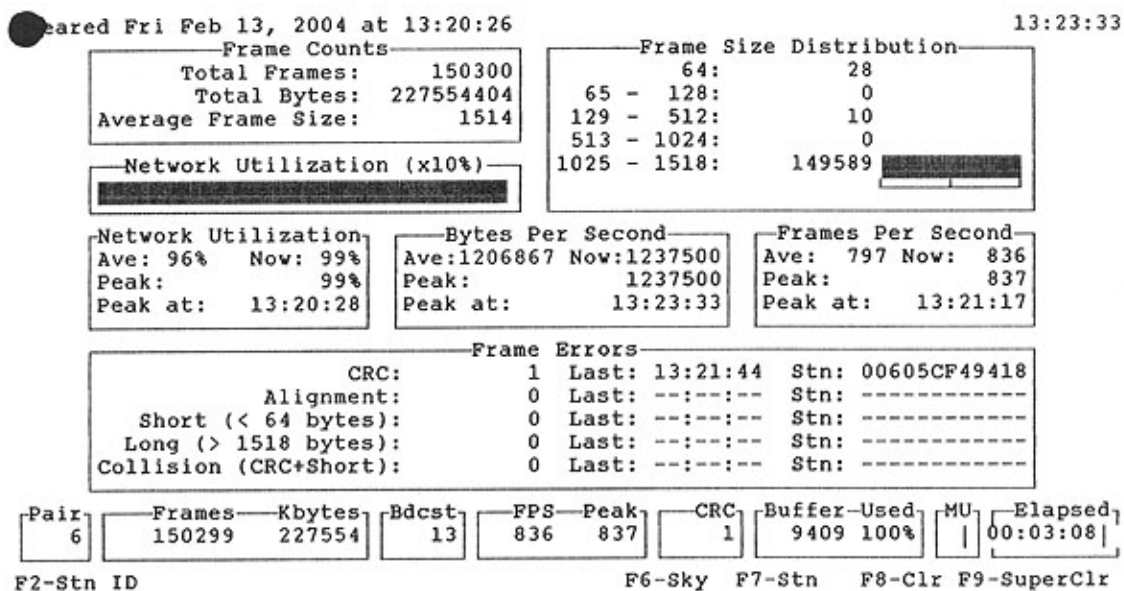 eared Fri Feb 13, 2004 at 13:20:26 13:23:33
Frame Counts
Total Frames: 150300
Total Bytes: 227554404
Average Frame Size: 1514
Frame Size Distribution
64: 28
65 - 128: 0
129 - 512: 10
513 - 1024: 0
1025 - 1518: 149589
Network Utilization (x10%)
Network Utilization
Ave: 96% Now: 99%
Peak: 99%
Peak at: 13:20:28
Bytes Per Second
Ave:1206867 Now:1237500
Peak: 1237500
Peak at: 13:23:33
Frames Per Second
Ave: 797 Now: 836
Peak: 837
Peak at: 13:21:17
Frame Errors
CRC: 1 Last: 13:21:44 Stn: 00605CF49418
Alignment: 0 Last: --:--:-- Stn: ------------
Short (< 64 bytes): 0 Last: --:--:-- Stn: ------------
Long (> 1518 bytes): 0 Last: --:--:-- Stn: ------------
Collision (CRC+Short): 0 Last: --:--:-- Stn: ------------
Pair Frames Kbytes Bdcst FPS Peak CRC Buffer Used MU Elapsed
6 150299 227554 13 836 837 1 9409 100% | 00:03:08
F2-Stn ID F6-Sky F7-Stn F8-Clr F9-SuperClr